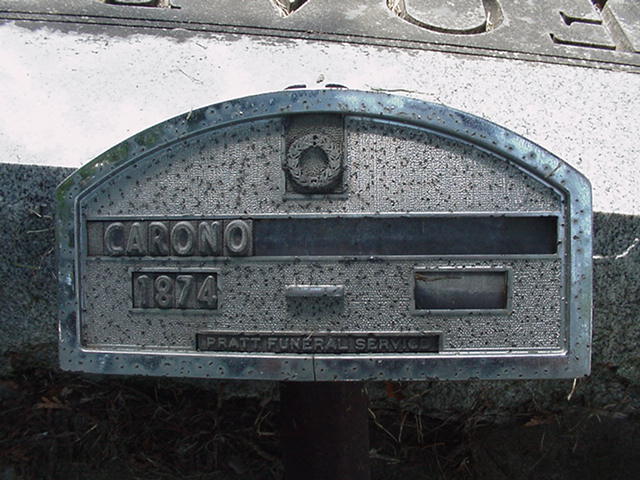 CARONO
1874
PRATT FUNERAL SERVICE